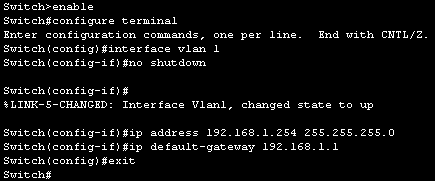 Switch>enable
Switch#configure terminal
Enter configuration commands, one per line.  End with CNTL/Z.
Switch(config)#interface vlan 1
Switch(config-if)#no shutdown
Switch(config-if)#
%LINK-5-CHANGED: Interface Vlan1, changed state to up
Switch(config-if)#ip address 192.168.1.254 255.255.255.0
Switch(config-if)#ip default-gateway 192.168.1.1
Switch(config)#exit
Switch#